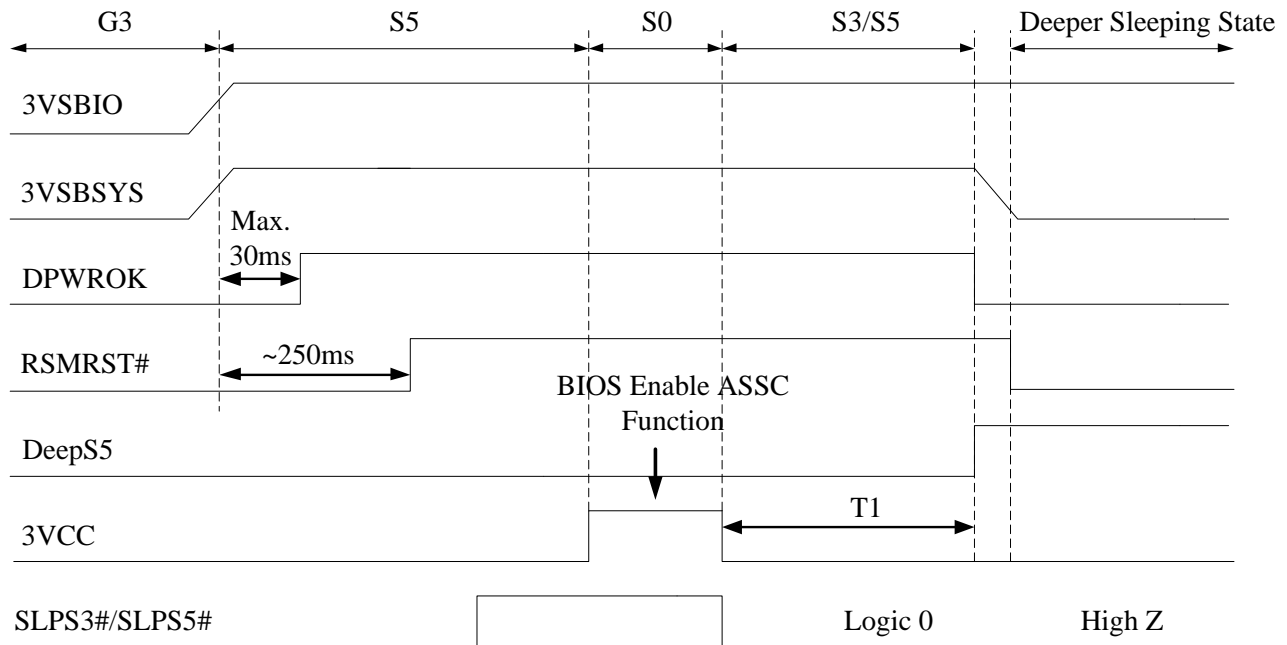 G3 S5 S0 S3/S5 Deeper Sleeping State
3VSBIO
3VSBSYS
Max.
30ms
DPWROK
RSMRST#
~250ms
BIOS Enable ASSC
Function
DeepS5
T1
3VCC
SLPS3#/SLPS5# Logic 0 High Z